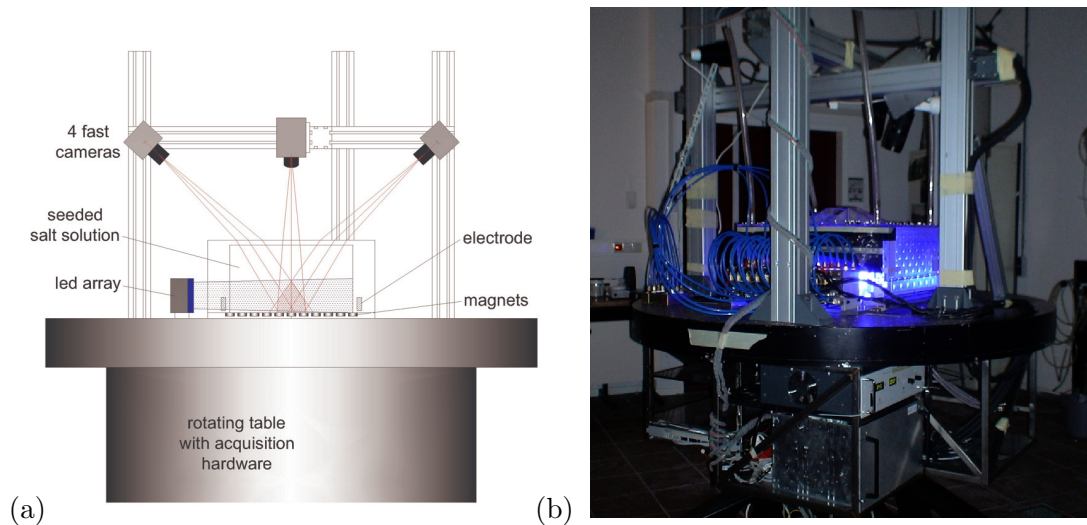 4 fast
cameras
seeded
salt solution
electrode
led array
magnets
rotating table
with acquisition
hardware
(a)
(b)